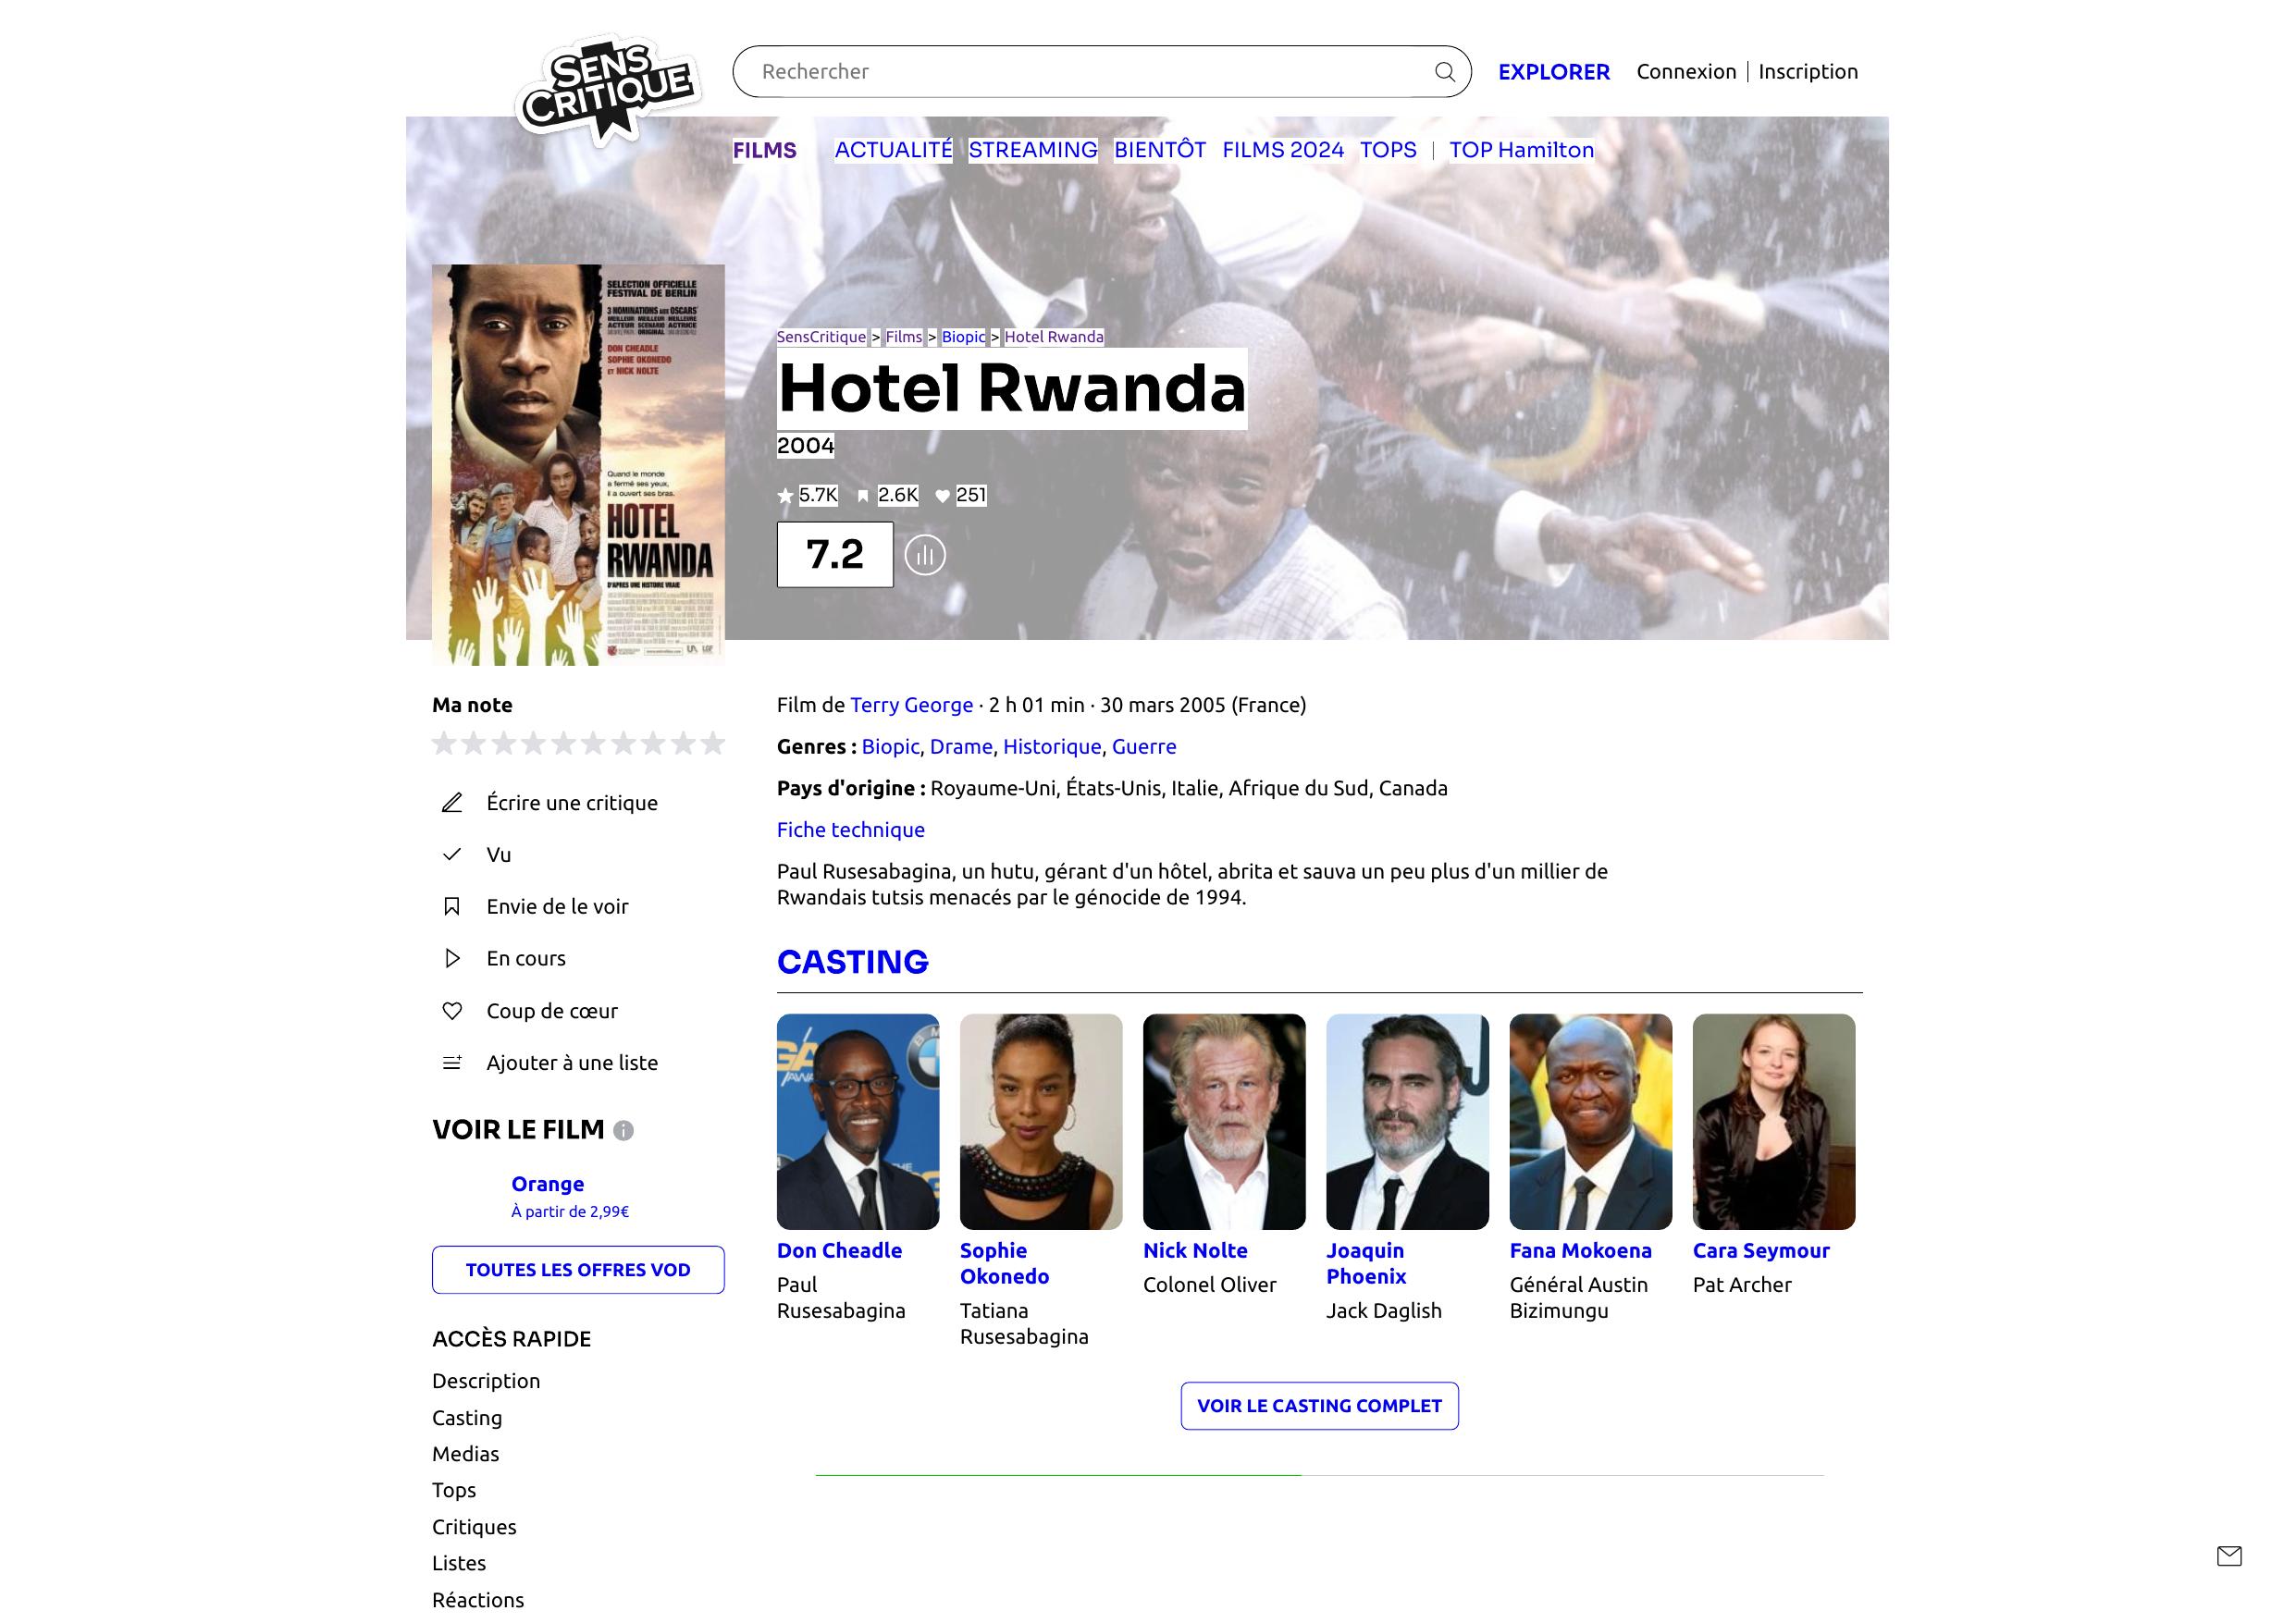 SENS
CRITIQUE
Rechercher
EXPLORER
Connexion | Inscription
FILMS
ACTUALITÉ STREAMING BIENTÔT FILMS 2024 TOPS | TOP Hamilton
SELECTION OFFICIELLE
FESTIVAL DE BERLIN
3 NOMINATIONS AUX OSCARS
MEILLEUR MEILLEUR MEILLEURE
ACTEUR SCENARIO ACTRICE
ORIGINAL
DON CHEADLE
SOPHIE OKONEDO
ET NICK NOLTE
Quand le monde
a fermé ses yeux,
il a ouvert ses bras.
HOTEL
RWANDA
D'APRES UNE HISTOIRE VRAIE
SensCritique > Films > Biopic > Hotel Rwanda
Hotel Rwanda
2004
5.7K 2.6K 251
7.2
Ma note
Écrire une critique
Vu
Envie de le voir
En cours
Coup de cœur
Ajouter à une liste
VOIR LE FILM
Orange
À partir de 2,99€
TOUTES LES OFFRES VOD
ACCÈS RAPIDE
Description
Casting
Medias
Tops
Critiques
Listes
Réactions
Film de Terry George · 2 h 01 min · 30 mars 2005 (France)
Genres : Biopic, Drame, Historique, Guerre
Pays d'origine : Royaume-Uni, États-Unis, Italie, Afrique du Sud, Canada
Fiche technique
Paul Rusesabagina, un hutu, gérant d'un hôtel, abrita et sauva un peu plus d'un millier de
Rwandais tutsis menacés par le génocide de 1994.
CASTING
Don Cheadle
Paul
Rusesabagina
Sophie
Okonedo
Tatiana
Rusesabagina
Nick Nolte
Colonel Oliver
Joaquin
Phoenix
Jack Daglish
Fana Mokoena
Général Austin
Bizimungu
Cara Seymour
Pat Archer
VOIR LE CASTING COMPLET